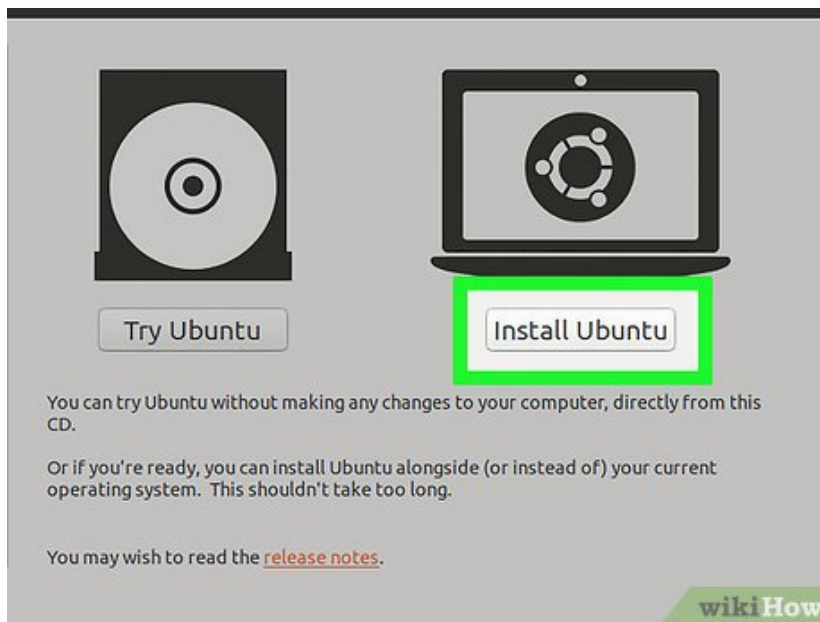 Try Ubuntu
Install Ubuntu
You can try Ubuntu without making any changes to your computer, directly from this
CD.
Or if you're ready, you can install Ubuntu alongside (or instead of) your current
operating system.  This shouldn't take too long.
You may wish to read the release notes.
wikiHow